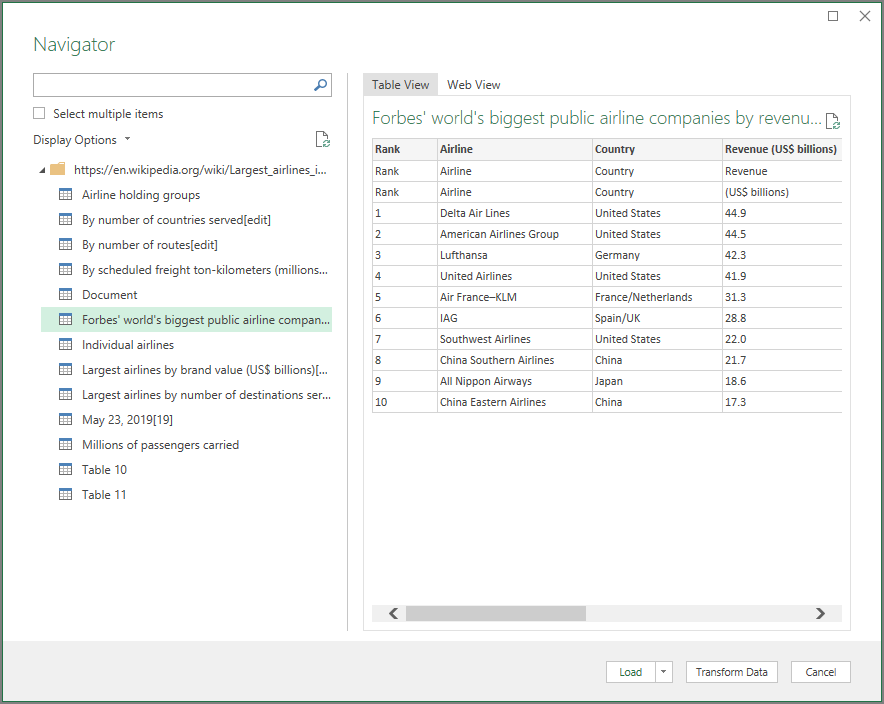 Navigator
Select multiple items
Display Options
https://en.wikipedia.org/wiki/Largest_airlines_i...
Airline holding groups
By number of countries served[edit]
By number of routes[edit]
By scheduled freight ton-kilometers (millions...
Document
Forbes' world's biggest public airline compan...
Individual airlines
Largest airlines by brand value (US$ billions)[...
Largest airlines by number of destinations ser...
May 23, 2019[19]
Millions of passengers carried
Table 10
Table 11
Table View Web View
Forbes' world's biggest public airline companies by revenu...
Rank Airline Country Revenue (US$ billions)
Rank Airline Country Revenue
Rank Airline Country (US$ billions)
1 Delta Air Lines United States 44.9
2 American Airlines Group United States 44.5
3 Lufthansa Germany 42.3
4 United Airlines United States 41.9
5 Air France–KLM France/Netherlands 31.3
6 IAG Spain/UK 28.8
7 Southwest Airlines United States 22.0
8 China Southern Airlines China 21.7
9 All Nippon Airways Japan 18.6
10 China Eastern Airlines China 17.3
Load Transform Data Cancel